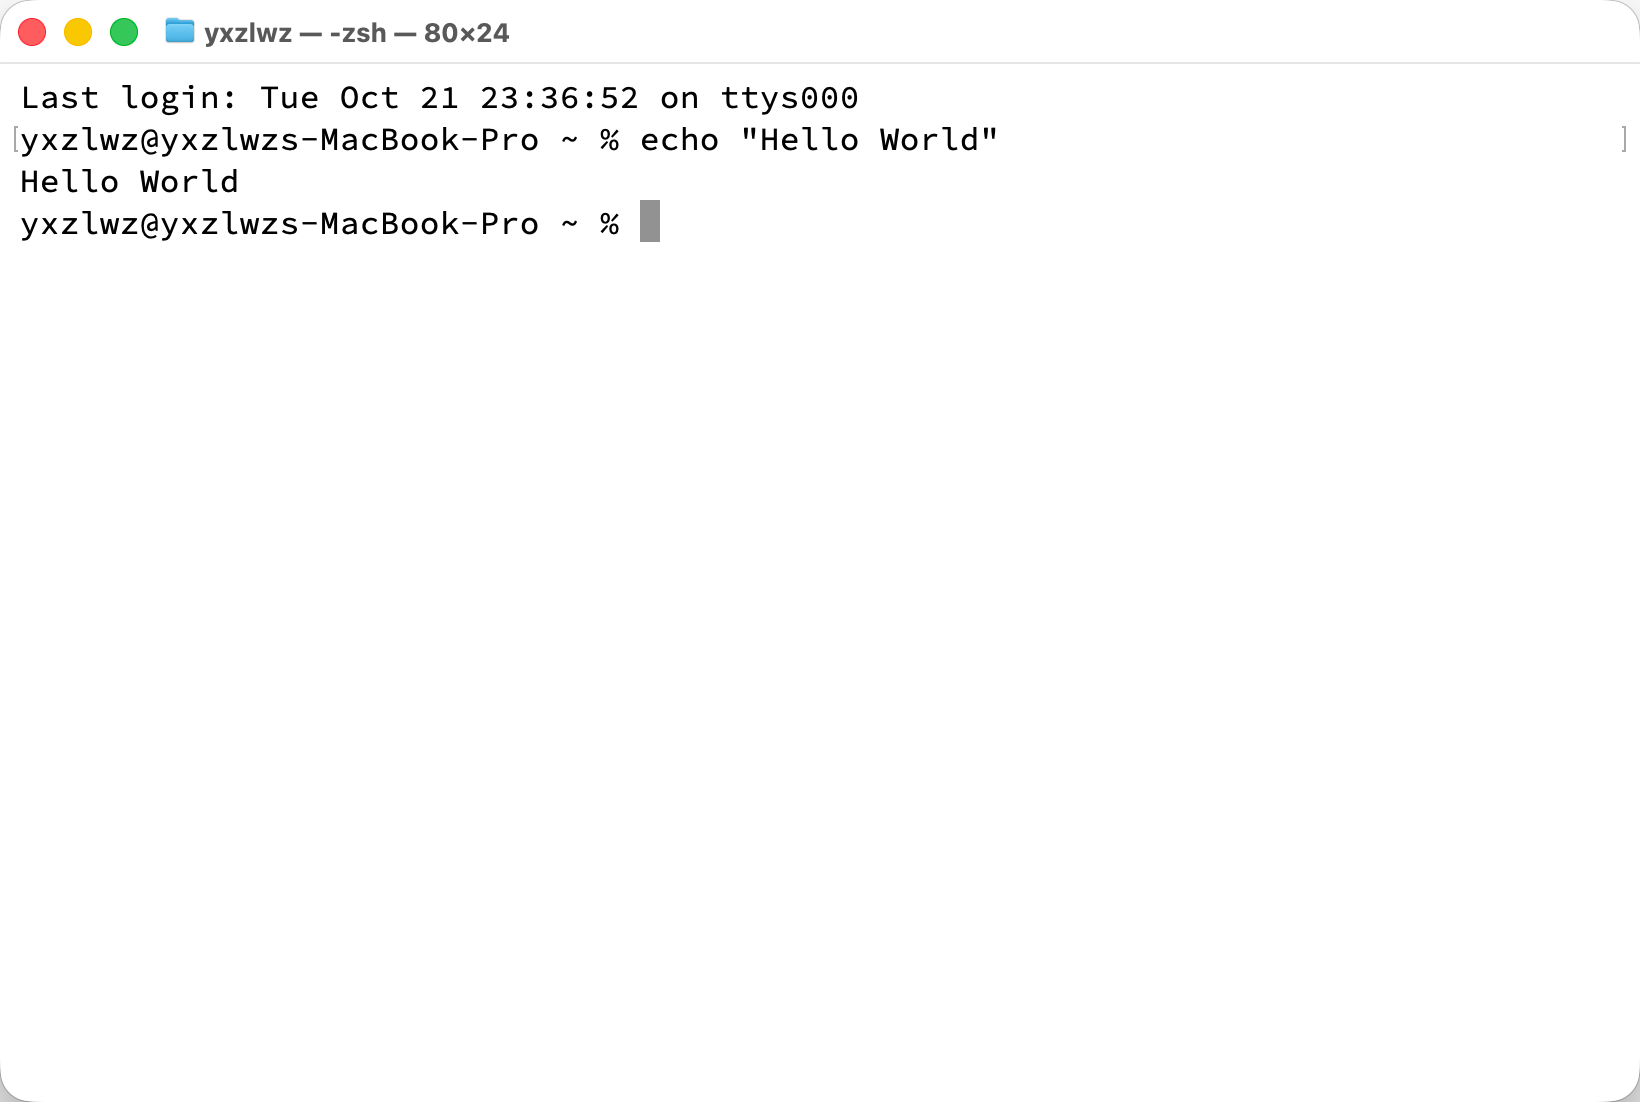 yxzlwz — -zsh — 80×24
Last login: Tue Oct 21 23:36:52 on ttys000
[yxzlwz@yxzlwzs-MacBook-Pro ~ % echo "Hello World" ]
Hello World
yxzlwz@yxzlwzs-MacBook-Pro ~ %